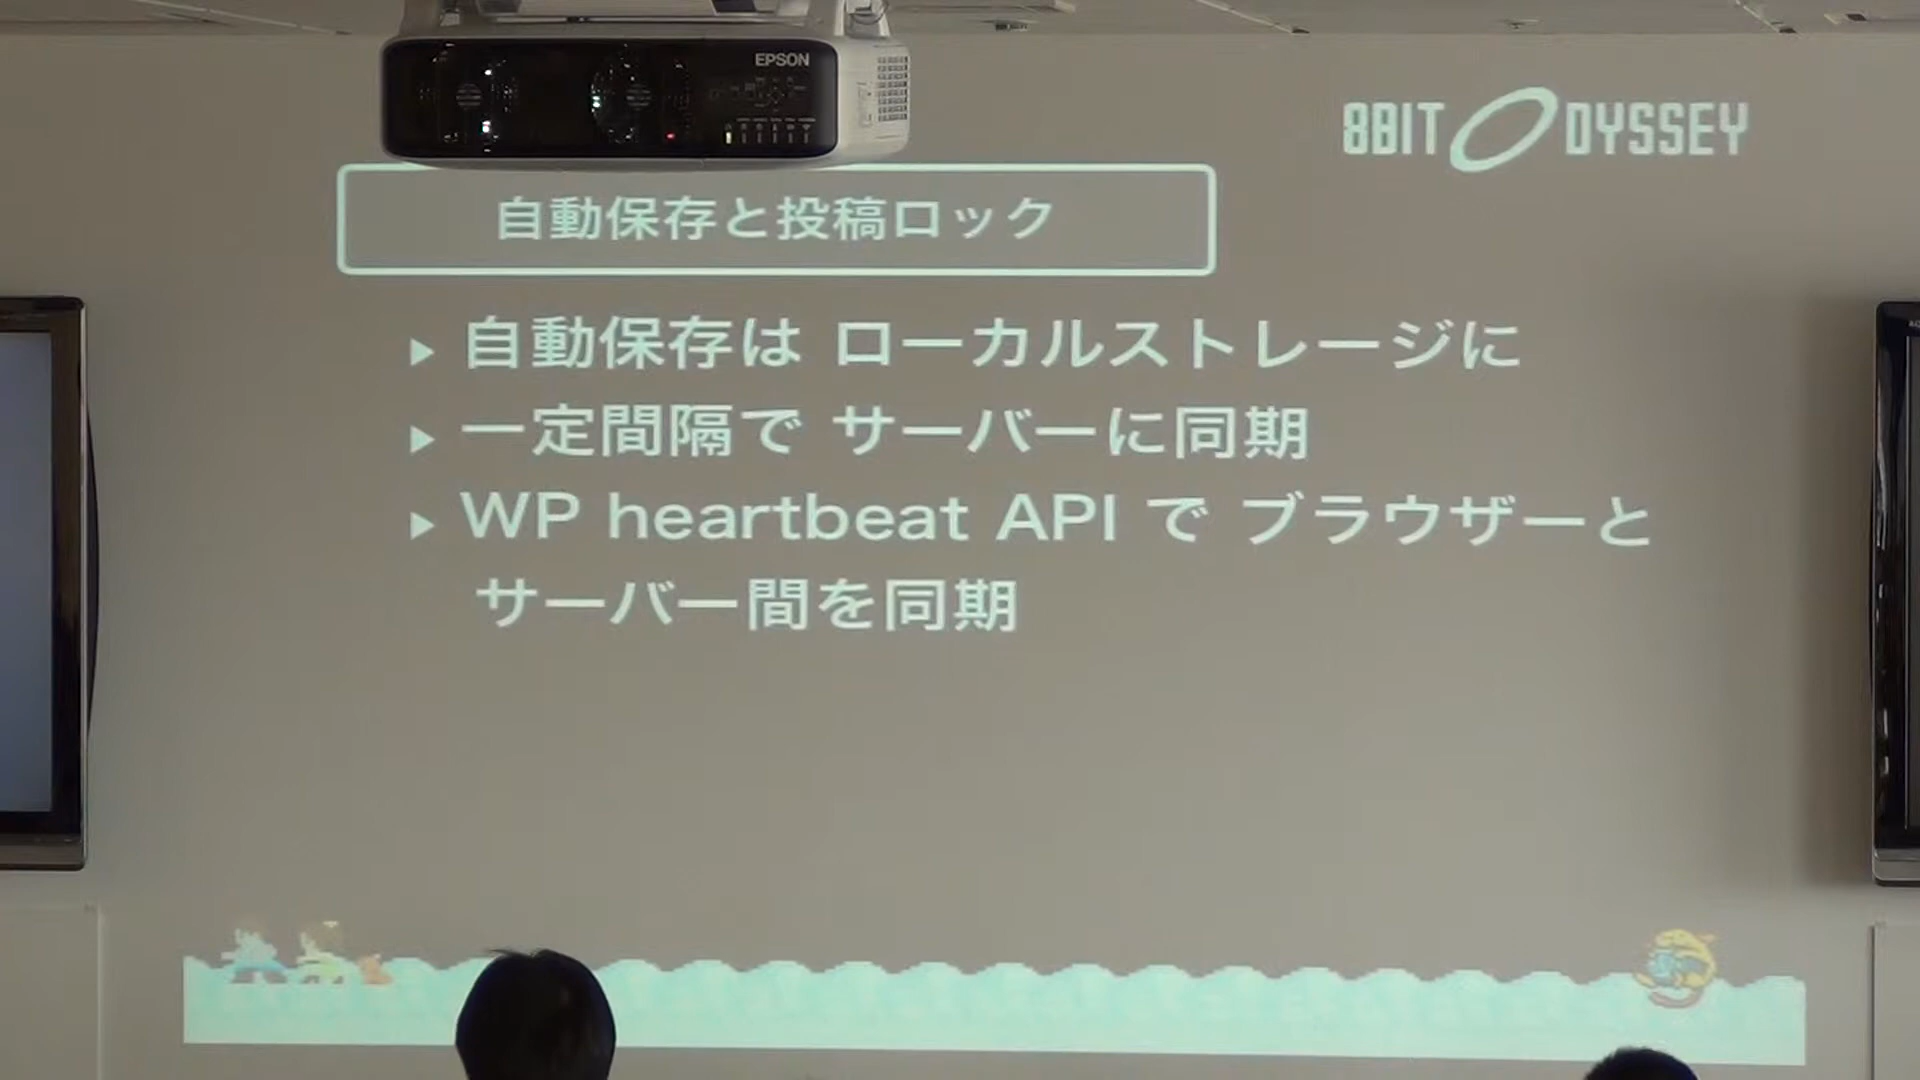 EPSON
8BIT ODYSSEY
自動保存と投稿ロック
▶ 自動保存は ローカルストレージに
▶ 一定間隔で サーバーに同期
▶ WP heartbeat API で ブラウザーと
サーバー間を同期